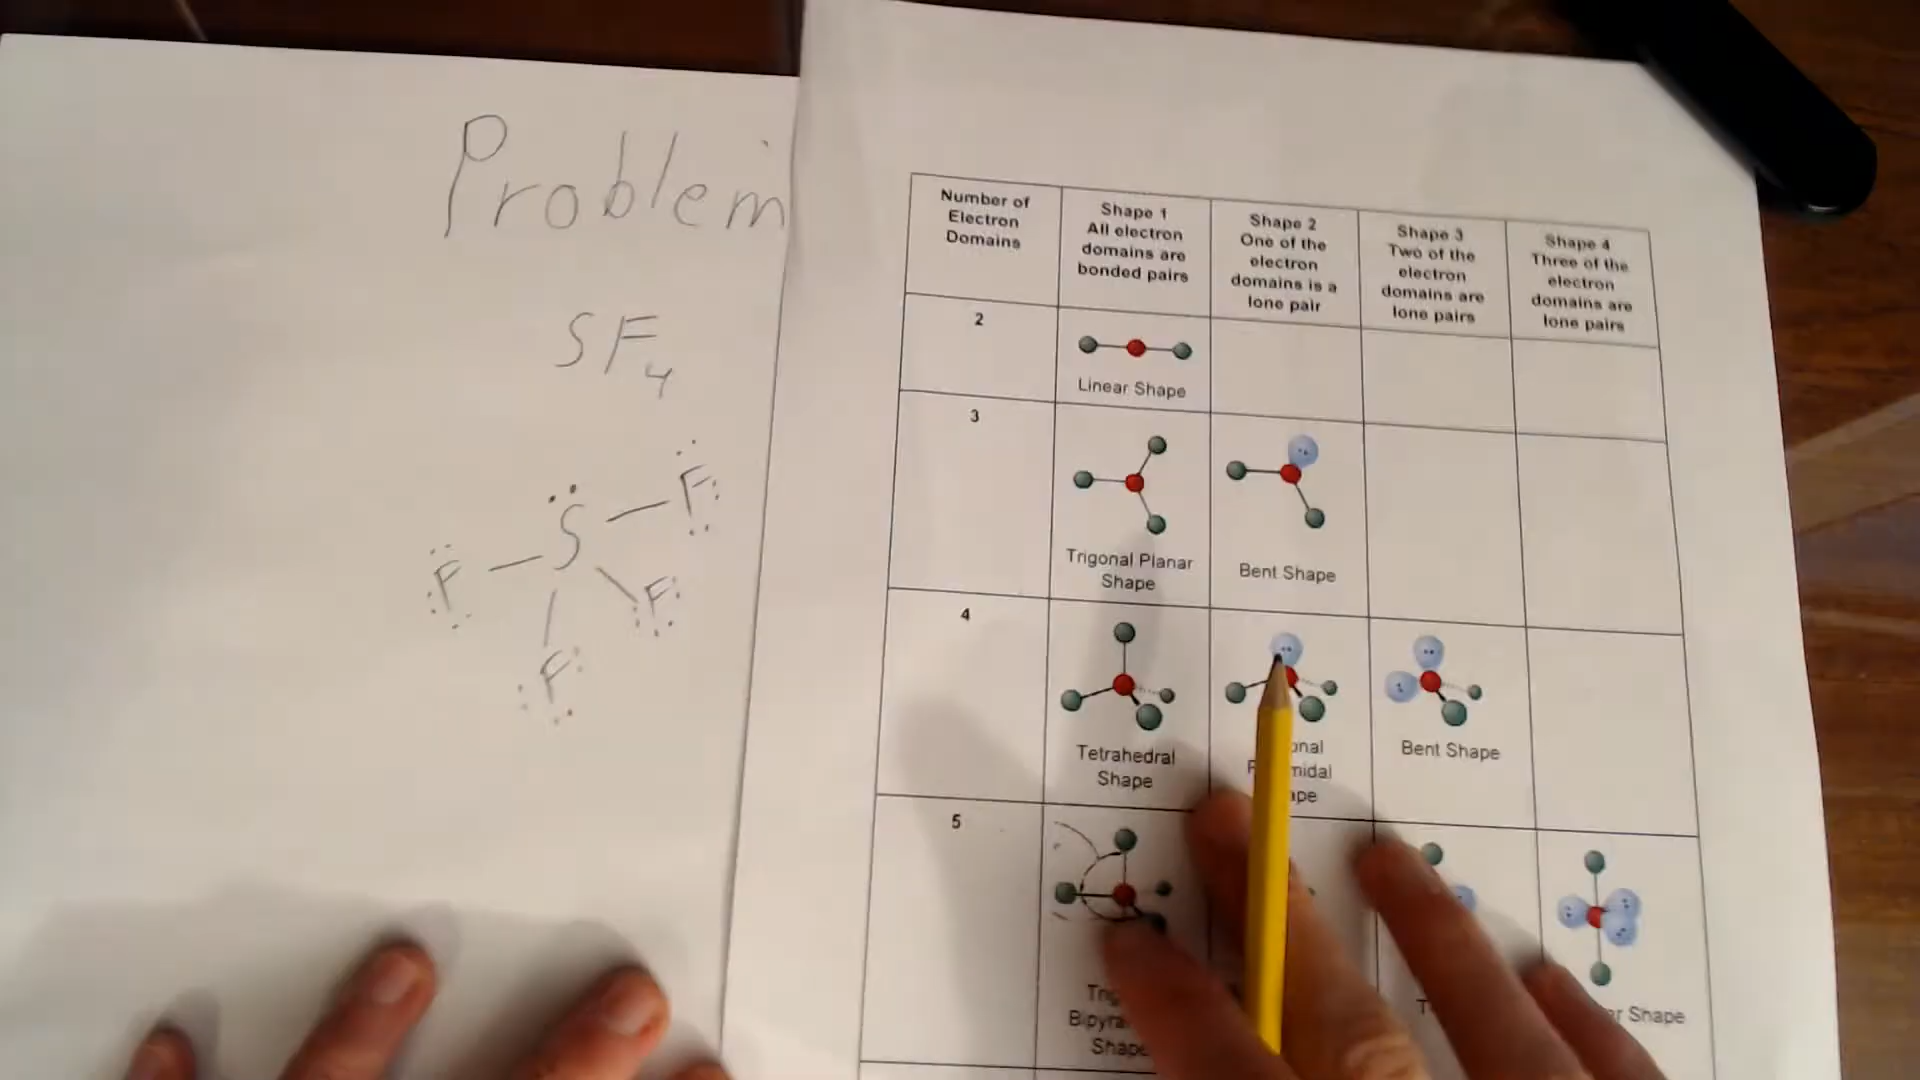 Problem
SF4
S
F
F
F
F
Number of
Electron
Domains
Shape 1
All electron
domains are
bonded pairs
Shape 2
One of the
electron
domains is a
lone pair
Shape 3
Two of the
electron
domains are
lone pairs
Shape 4
Three of the
electron
domains are
lone pairs
2
Linear Shape
3
Trigonal Planar
Shape
Bent Shape
4
Tetrahedral
Shape
Bent Shape
5
Shape